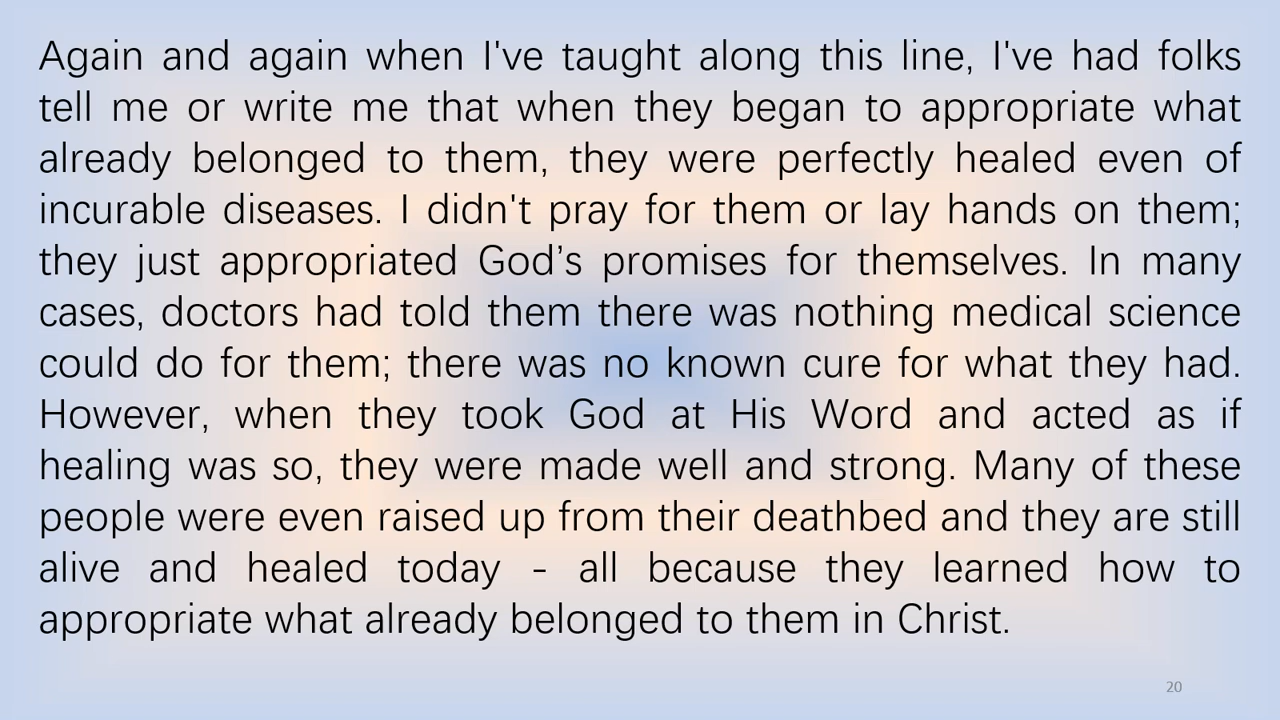 Again and again when I've taught along this line, I've had folks
tell me or write me that when they began to appropriate what
already belonged to them, they were perfectly healed even of
incurable diseases. I didn't pray for them or lay hands on them;
they just appropriated God’s promises for themselves. In many
cases, doctors had told them there was nothing medical science
could do for them; there was no known cure for what they had.
However, when they took God at His Word and acted as if
healing was so, they were made well and strong. Many of these
people were even raised up from their deathbed and they are still
alive and healed today - all because they learned how to
appropriate what already belonged to them in Christ.
20